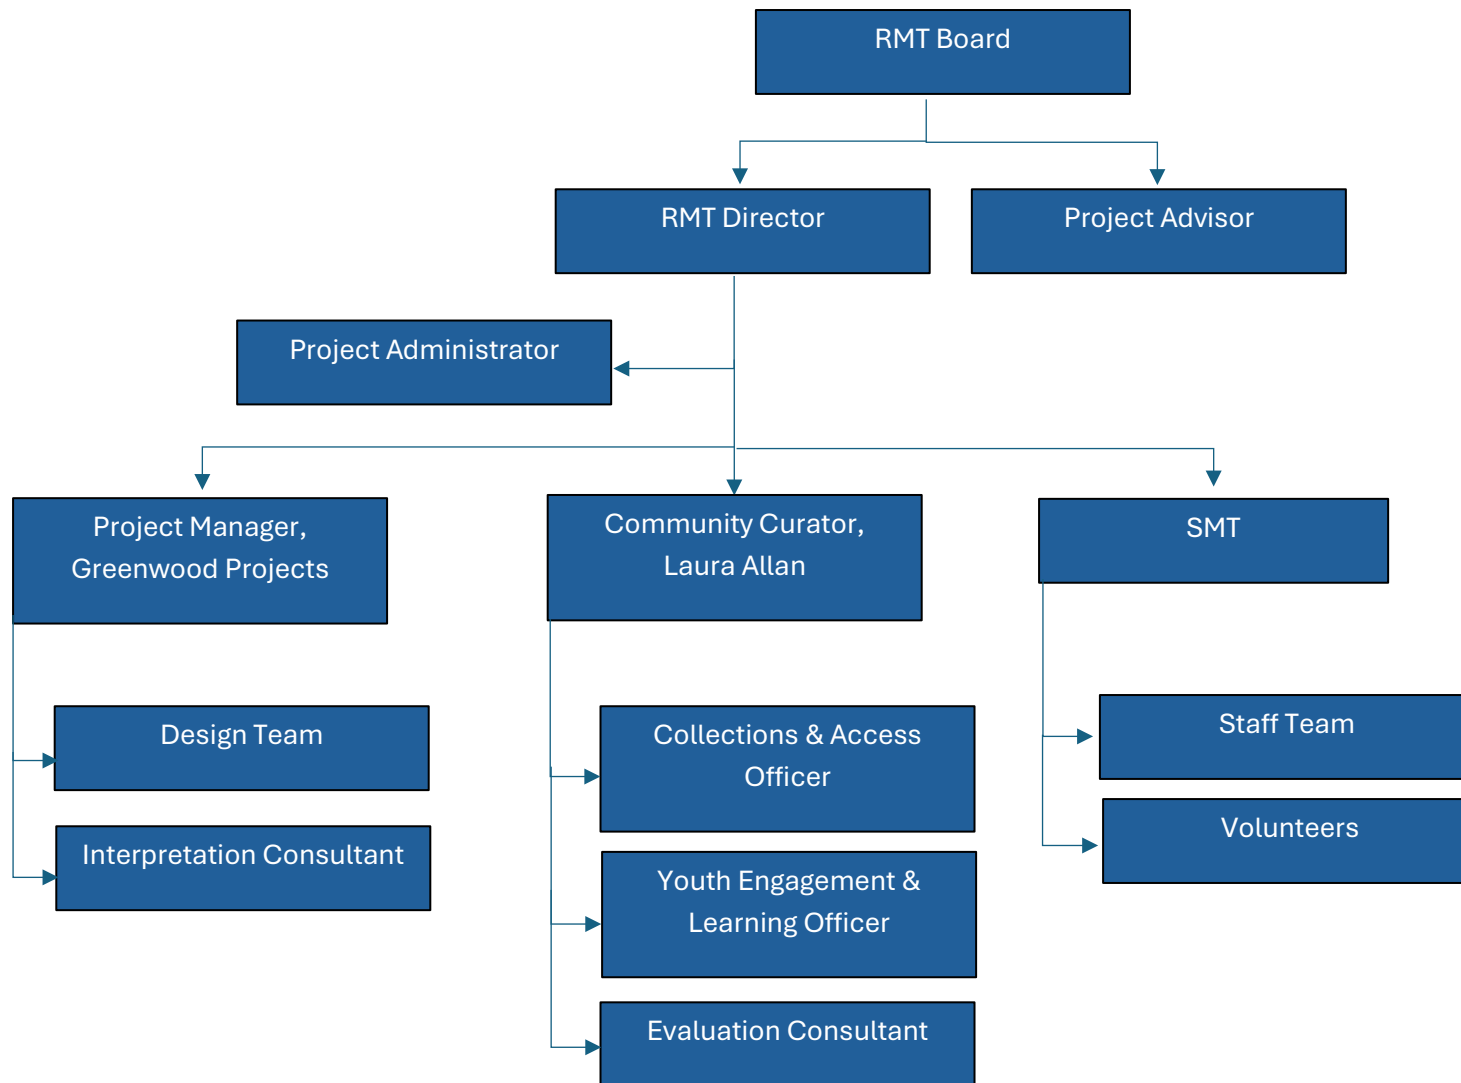 RMT Board
RMT Director
Project Advisor
Project Administrator
Project Manager,
Greenwood Projects
Community Curator,
Laura Allan
SMT
Design Team
Interpretation Consultant
Collections & Access
Officer
Youth Engagement &
Learning Officer
Evaluation Consultant
Staff Team
Volunteers